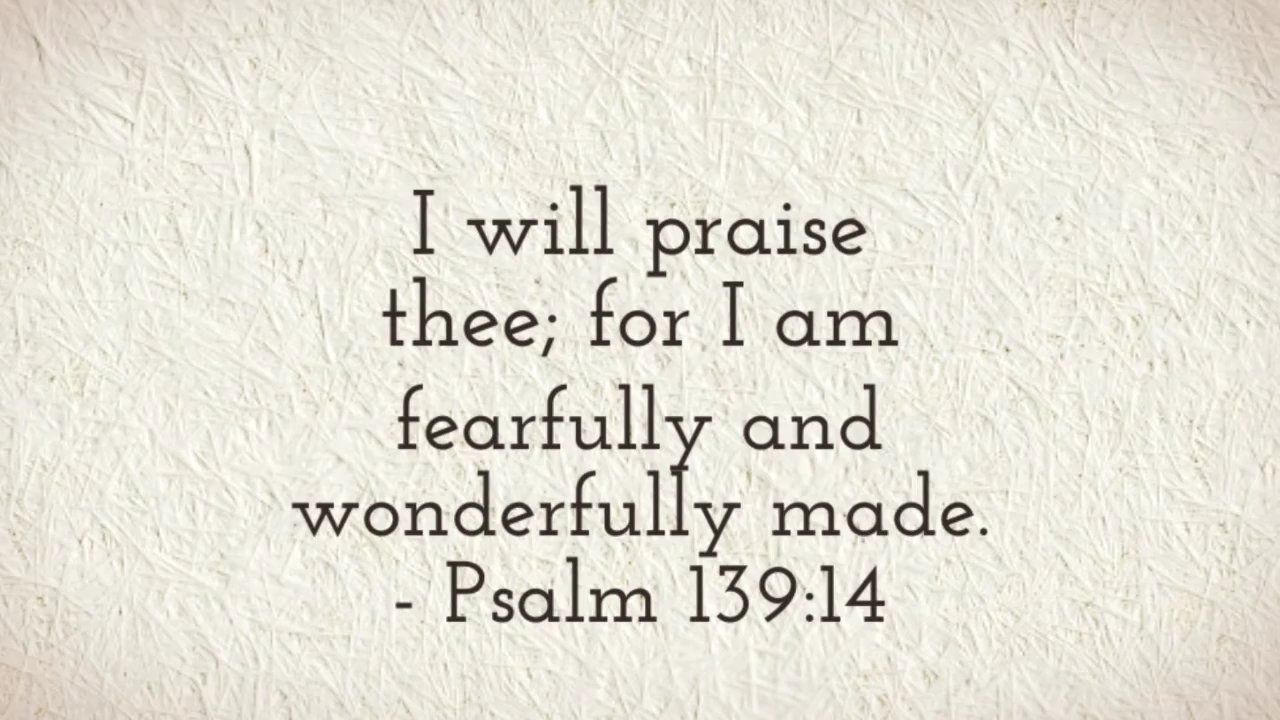 I will praise
thee; for I am
fearfully and
wonderfully made.
- Psalm 139:14